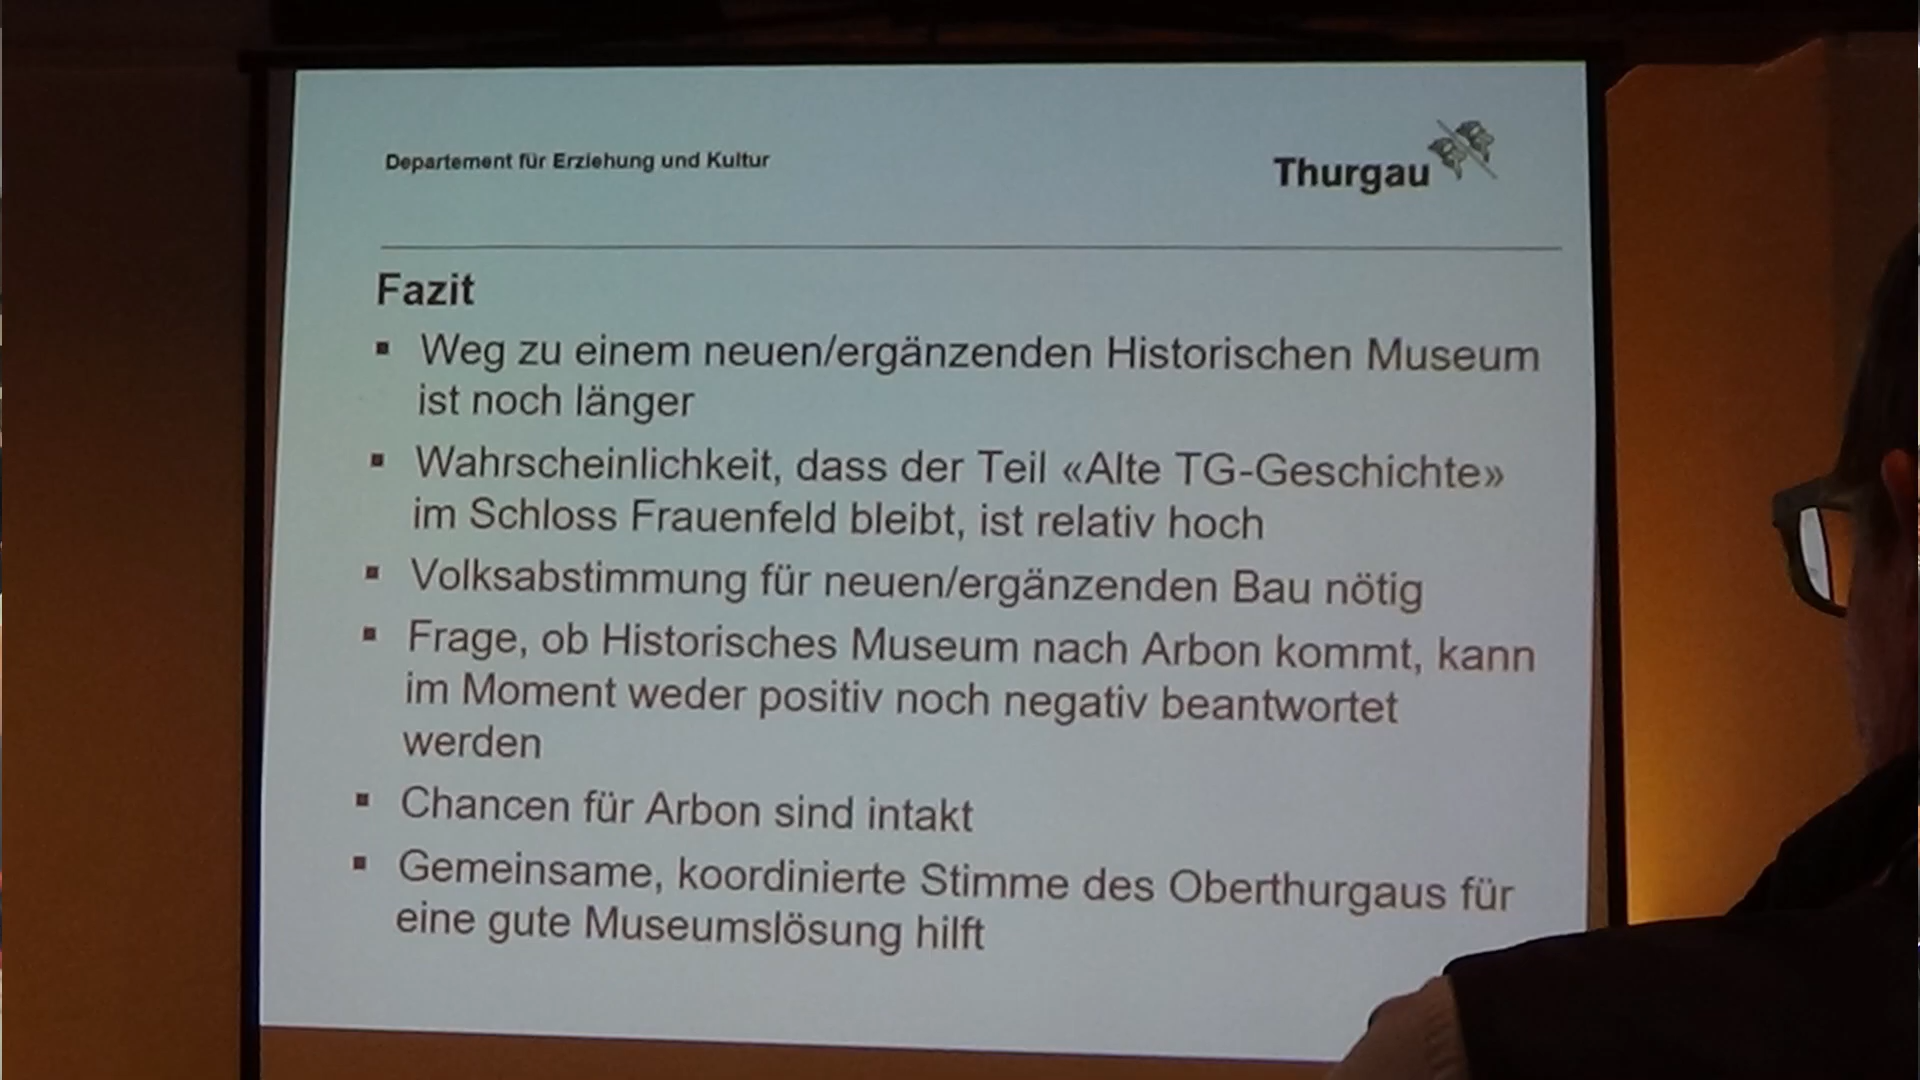 Departement für Erziehung und Kultur
Thurgau
Fazit
▪ Weg zu einem neuen/ergänzenden Historischen Museum
ist noch länger
▪ Wahrscheinlichkeit, dass der Teil «Alte TG-Geschichte»
im Schloss Frauenfeld bleibt, ist relativ hoch
▪ Volksabstimmung für neuen/ergänzenden Bau nötig
▪ Frage, ob Historisches Museum nach Arbon kommt, kann
im Moment weder positiv noch negativ beantwortet
werden
▪ Chancen für Arbon sind intakt
▪ Gemeinsame, koordinierte Stimme des Oberthurgaus für
eine gute Museumslösung hilft